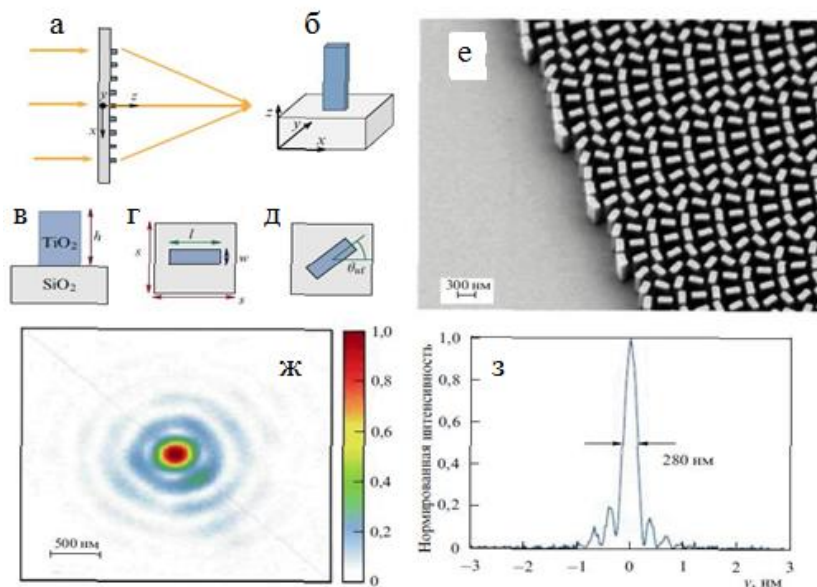 а
б
е
y
z
x
z
y
x
в
TiO₂
h
SiO₂
г
l
s
w
s
д
θnf
300 нм
ж
500 нм
1,0
0,8
0,6
0,4
0,2
0
з
Нормированная интенсивность
1,0
0,8
0,6
0,4
0,2
0
280 нм
−3
−2
−1
0
1
2
3
y, нм